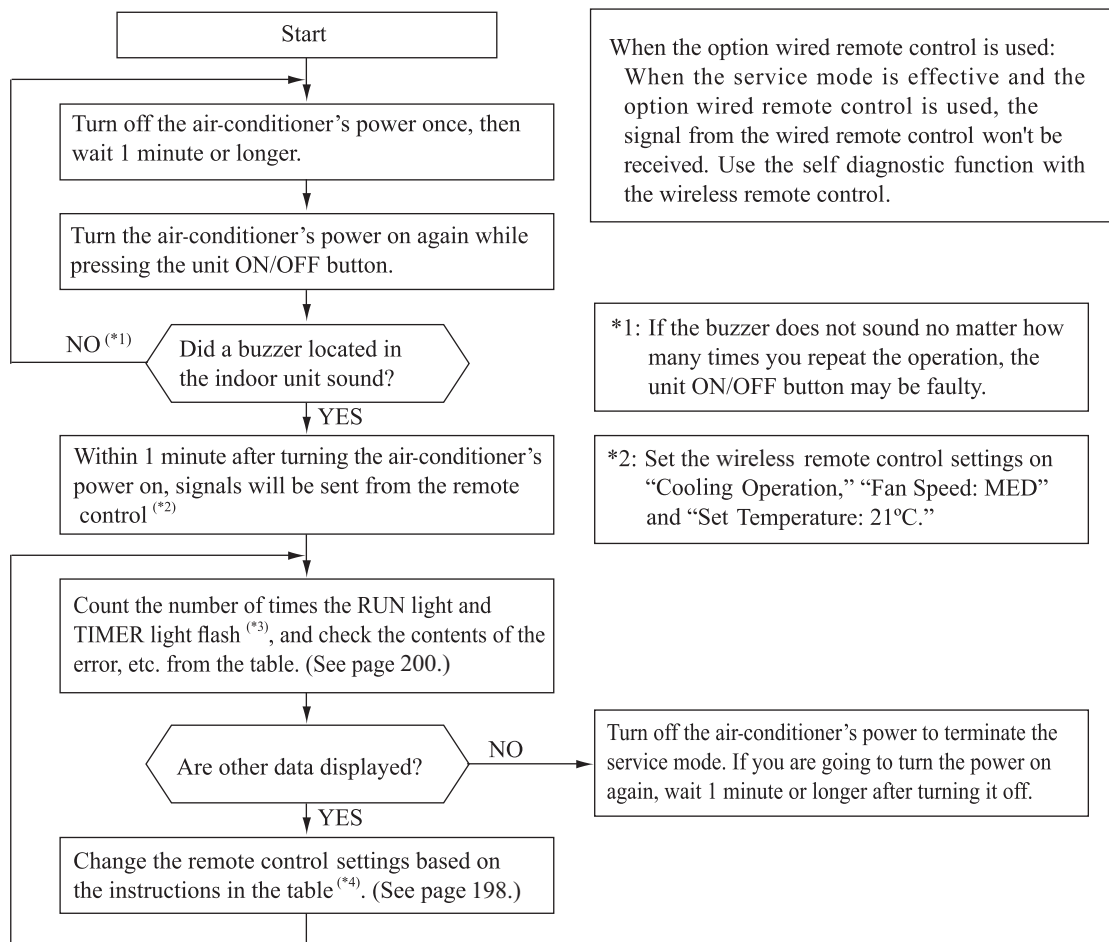 Start
Turn off the air-conditioner’s power once, then
wait 1 minute or longer.
Turn the air-conditioner’s power on again while
pressing the unit ON/OFF button.
NO (*1)
Did a buzzer located in
the indoor unit sound?
YES
Within 1 minute after turning the air-conditioner’s
power on, signals will be sent from the remote
control (*2)
Count the number of times the RUN light and
TIMER light flash (*3), and check the contents of the
error, etc. from the table. (See page 200.)
Are other data displayed?
NO
YES
Change the remote control settings based on
the instructions in the table (*4). (See page 198.)
When the option wired remote control is used:
When the service mode is effective and the
option wired remote control is used, the
signal from the wired remote control won't be
received. Use the self diagnostic function with
the wireless remote control.
*1: If the buzzer does not sound no matter how
many times you repeat the operation, the
unit ON/OFF button may be faulty.
*2: Set the wireless remote control settings on
“Cooling Operation,” “Fan Speed: MED”
and “Set Temperature: 21ºC.”
Turn off the air-conditioner’s power to terminate the
service mode. If you are going to turn the power on
again, wait 1 minute or longer after turning it off.